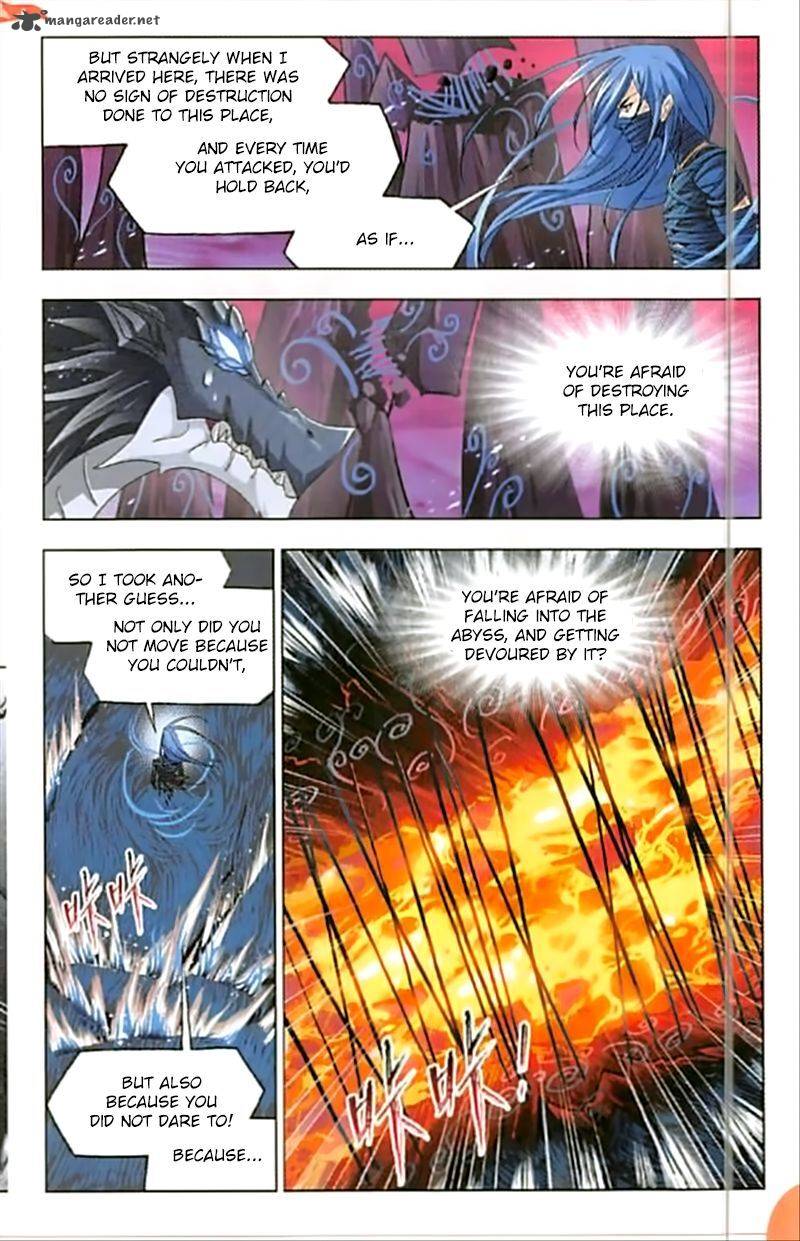 mangareader.net
BUT STRANGELY WHEN I
ARRIVED HERE, THERE WAS
NO SIGN OF DESTRUCTION
DONE TO THIS PLACE,
AND EVERY TIME
YOU ATTACKED, YOU'D
HOLD BACK,
AS IF...
YOU'RE AFRAID
OF DESTROYING
THIS PLACE.
SO I TOOK ANO-
THER GUESS...
NOT ONLY DID YOU
NOT MOVE BECAUSE
YOU COULDN'T,
咔咔
BUT ALSO
BECAUSE YOU
DID NOT DARE TO!
BECAUSE...
YOU'RE AFRAID OF
FALLING INTO THE
ABYSS, AND GETTING
DEVOURED BY IT?
咔咔!